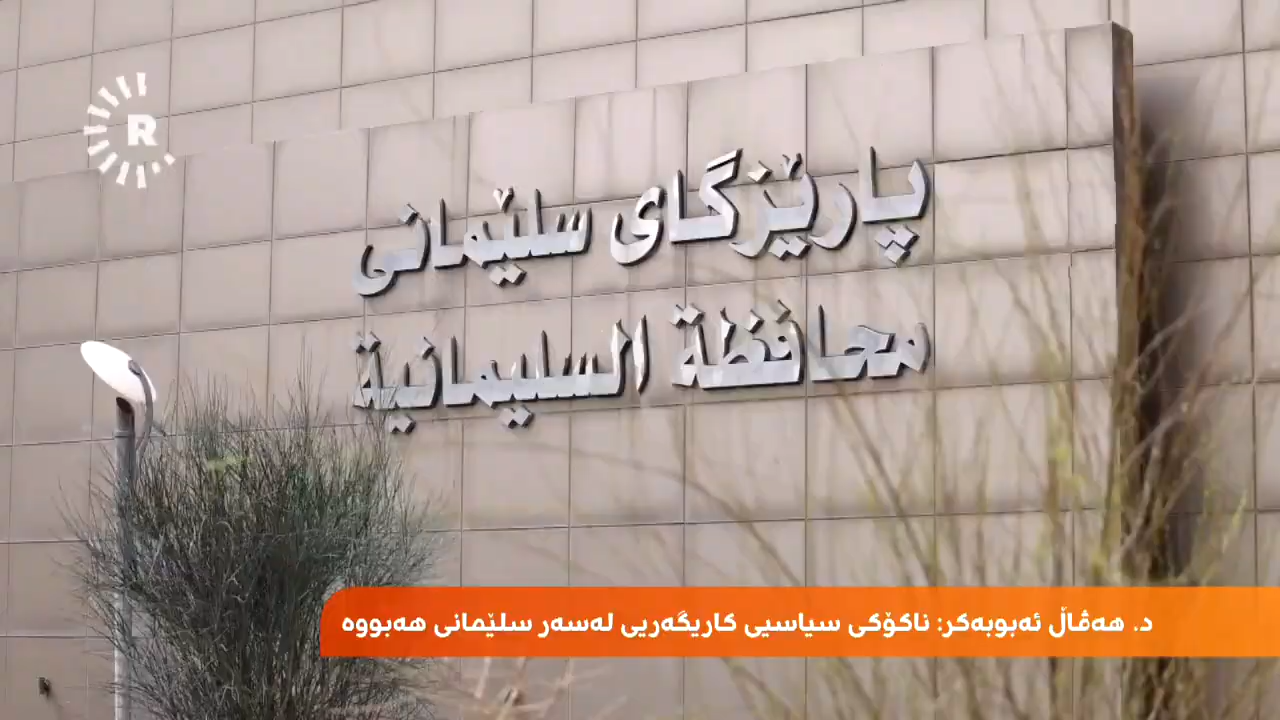 R
پارێزگای سلێمانی
محافظة السليمانية
د. هەڤاڵ ئەبوبەکر: ناکۆکی سیاسیی کاریگەریی لەسەر سلێمانی هەبووە